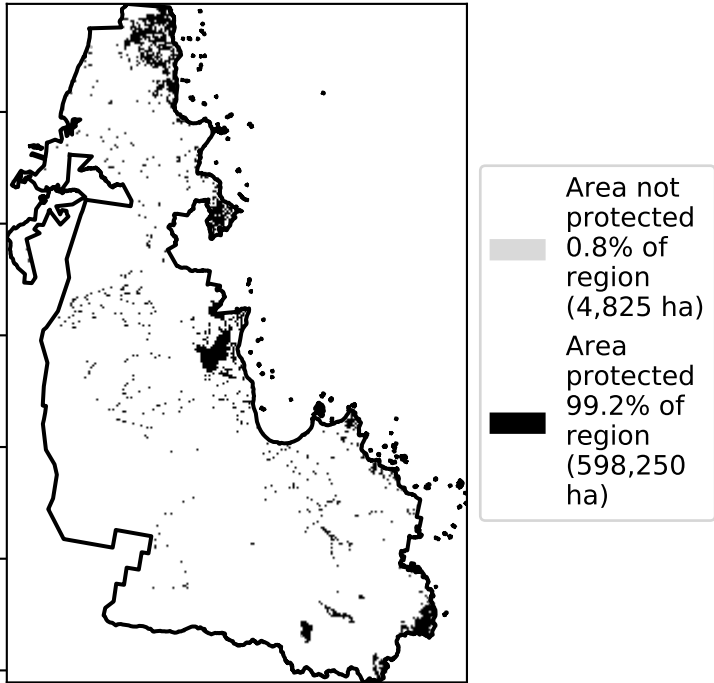 Area not
protected
0.8% of
region
(4,825 ha)
Area
protected
99.2% of
region
(598,250
ha)